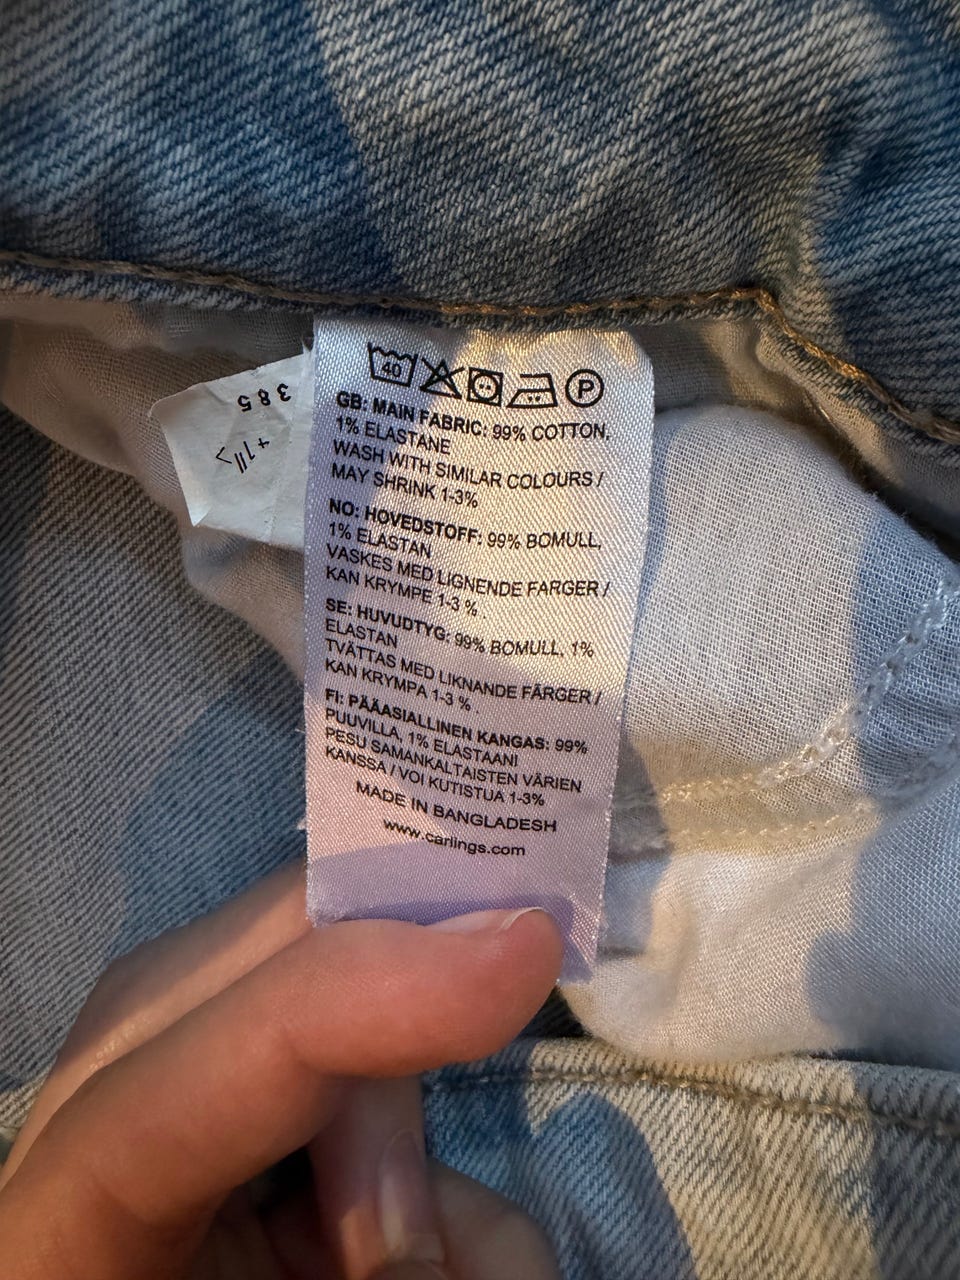 40
P
GB: MAIN FABRIC: 99% COTTON,
1% ELASTANE
WASH WITH SIMILAR COLOURS /
MAY SHRINK 1-3%
NO: HOVEDSTOFF: 99% BOMULL,
1% ELASTAN
VASKES MED LIGNENDE FARGER /
KAN KRYMPE 1-3 % .
SE: HUVUDTYG: 99% BOMULL, 1%
ELASTAN
TVÄTTAS MED LIKNANDE FÄRGER /
KAN KRYMPA 1-3 % .
FI: PÄÄASIALLINEN KANGAS: 99%
PUUVILLA, 1% ELASTAANI
PESU SAMANKALTAISTEN VÄRIEN
KANSSA / VOI KUTISTUA 1-3%
MADE IN BANGLADESH
www.carlings.com
385